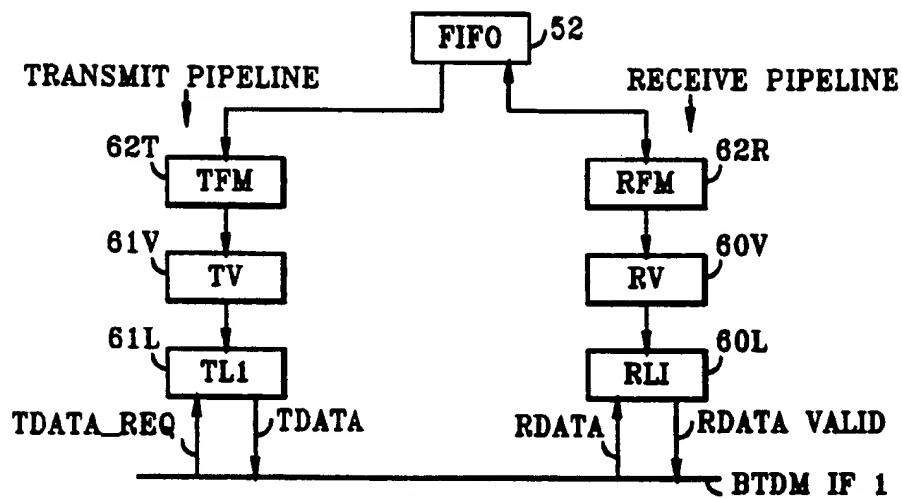 FIFO
52
TRANSMIT PIPELINE
RECEIVE PIPELINE
62T
TFM
62R
RFM
61V
TV
60V
RV
61L
TL1
60L
RLI
TDATA_REQ
TDATA
RDATA
RDATA VALID
BTDM IF 1